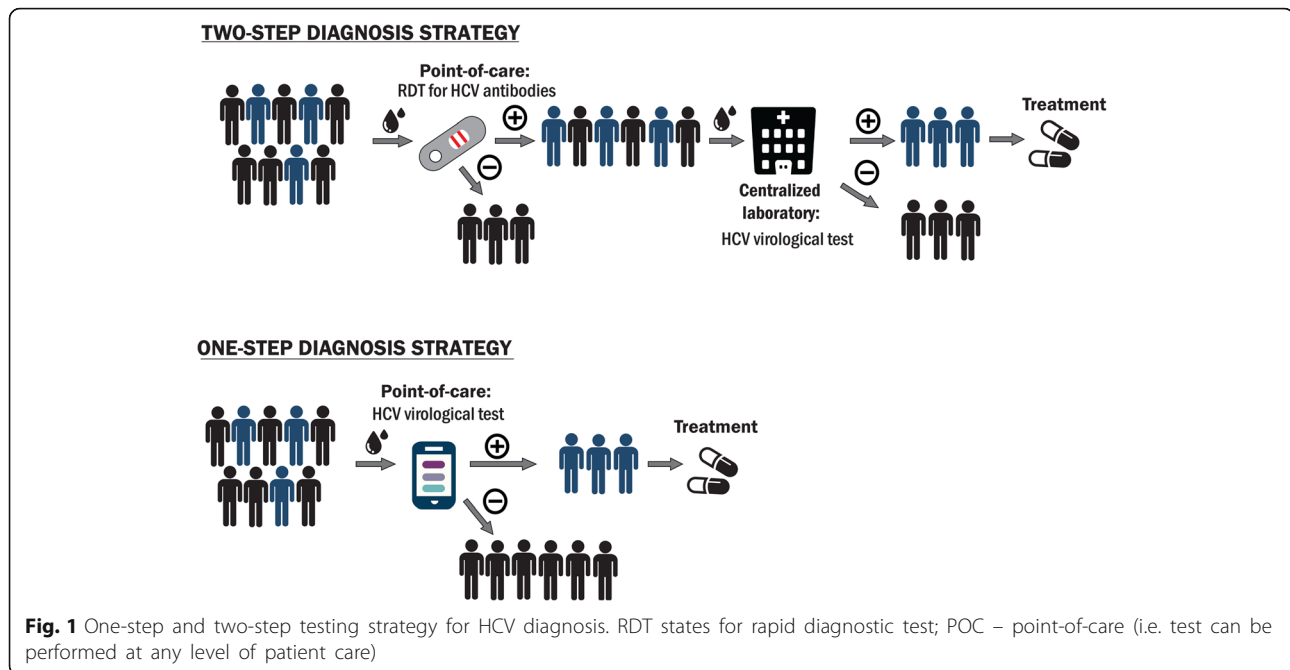 TWO-STEP DIAGNOSIS STRATEGY
Point-of-care:
RDT for HCV antibodies
Treatment
Centralized
laboratory:
HCV virological test
ONE-STEP DIAGNOSIS STRATEGY
Point-of-care:
HCV virological test
Treatment
Fig. 1 One-step and two-step testing strategy for HCV diagnosis. RDT states for rapid diagnostic test; POC – point-of-care (i.e. test can be
performed at any level of patient care)